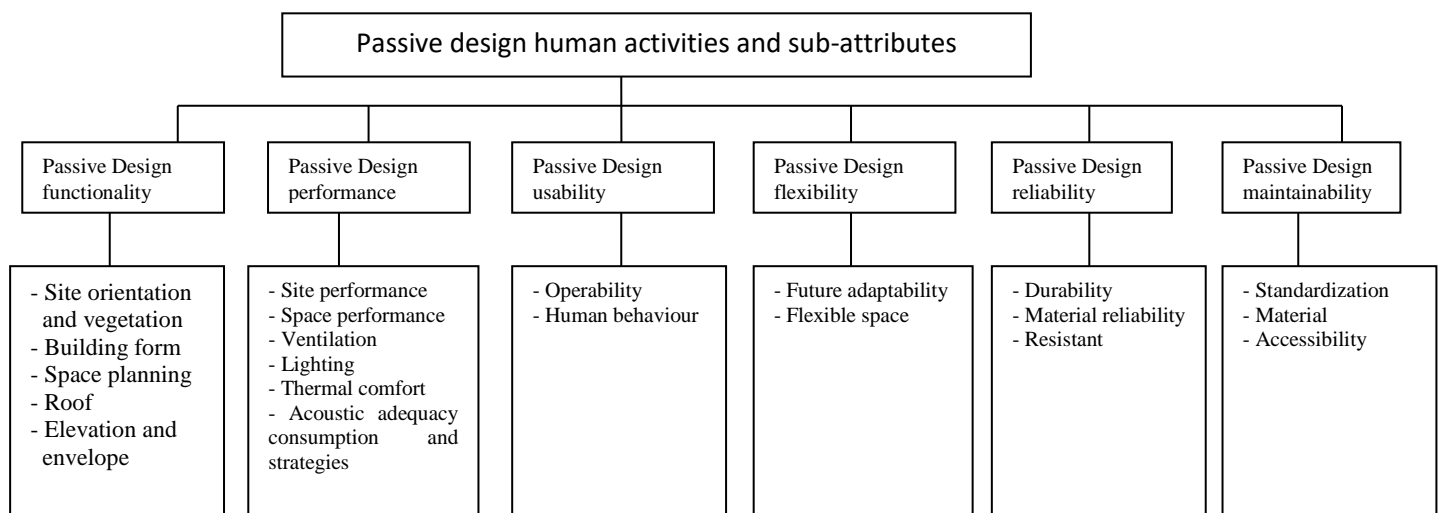 Passive design human activities and sub-attributes
Passive Design
functionality
Passive Design
performance
Passive Design
usability
Passive Design
flexibility
Passive Design
reliability
Passive Design
maintainability
- Site orientation
and vegetation
- Building form
- Space planning
- Roof
- Elevation and
envelope
- Site performance
- Space performance
- Ventilation
- Lighting
- Thermal comfort
- Acoustic adequacy
consumption and
strategies
- Operability
- Human behaviour
- Future adaptability
- Flexible space
- Durability
- Material reliability
- Resistant
- Standardization
- Material
- Accessibility